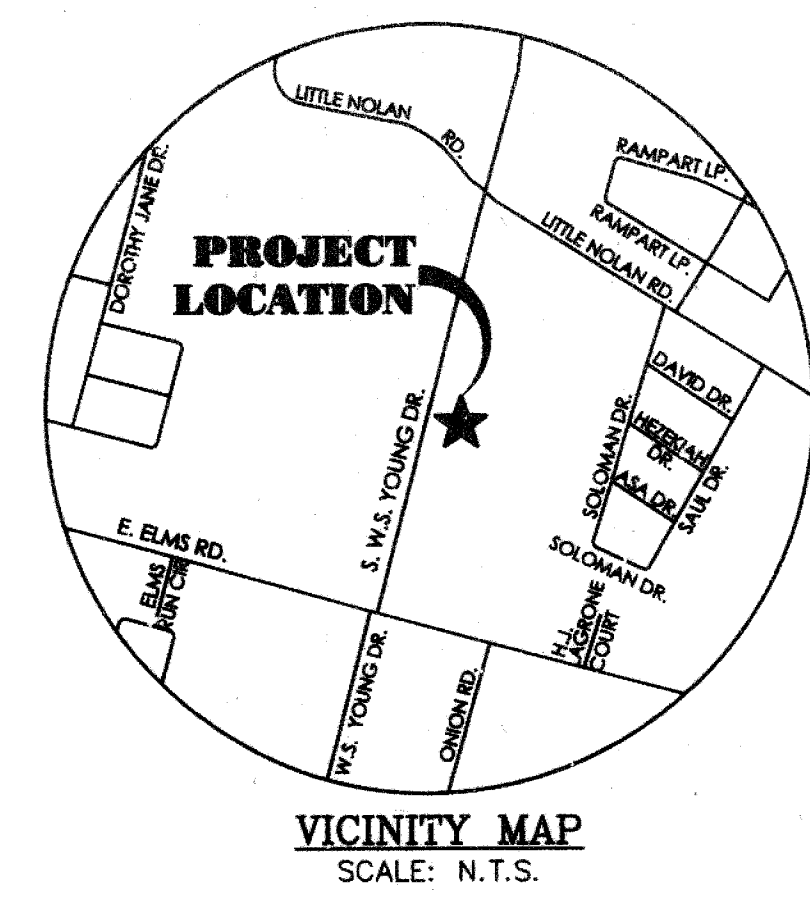 LITTLE NOLAN RD.
RAMPART LP.
DOROTHY JANE DR.
RAMPART LP.
LITTLE NOLAN RD.
PROJECT
LOCATION
DAVID DR.
S. W.S. YOUNG DR.
SOLOMAN DR.
HEZEKIAH
DR.
ASA DR.
SAUL DR.
E. ELMS RD.
SOLOMAN DR.
ELMS
RUN CIR
H.J.
LAGRONE
COURT
W.S. YOUNG DR.
ONION RD.
VICINITY MAP
SCALE: N.T.S.